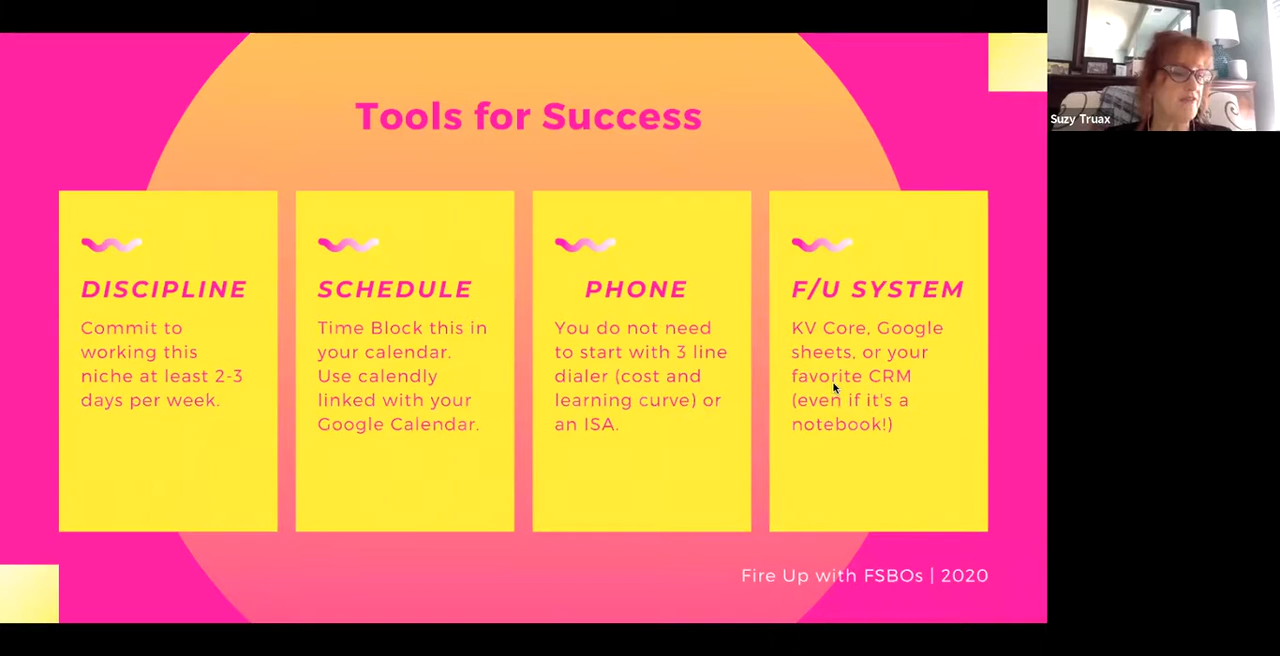 Tools for Success
DISCIPLINE
Commit to
working this
niche at least 2-3
days per week.
SCHEDULE
Time Block this in
your calendar.
Use calendly
linked with your
Google Calendar.
PHONE
You do not need
to start with 3 line
dialer (cost and
learning curve) or
an ISA.
F/U SYSTEM
KV Core, Google
sheets, or your
favorite CRM
(even if it's a
notebook!)
Fire Up with FSBOs | 2020
Suzy Truax